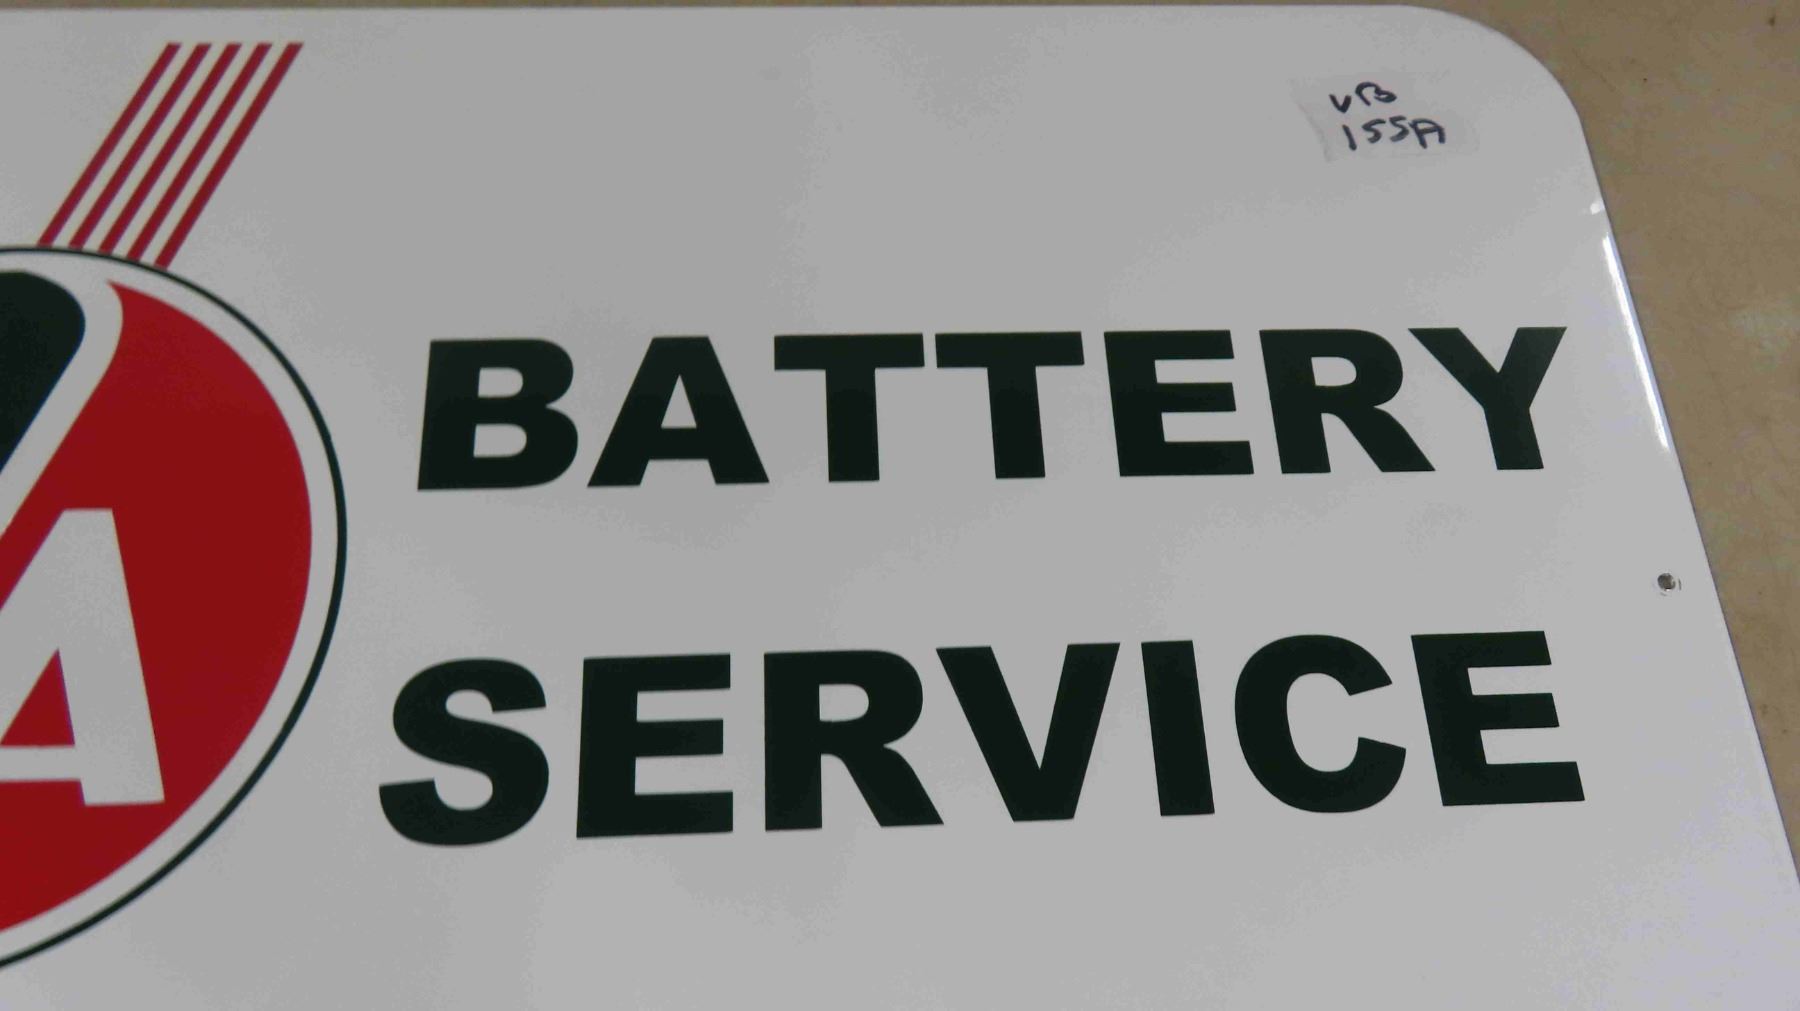 VB
155A
BATTERY
SERVICE
A